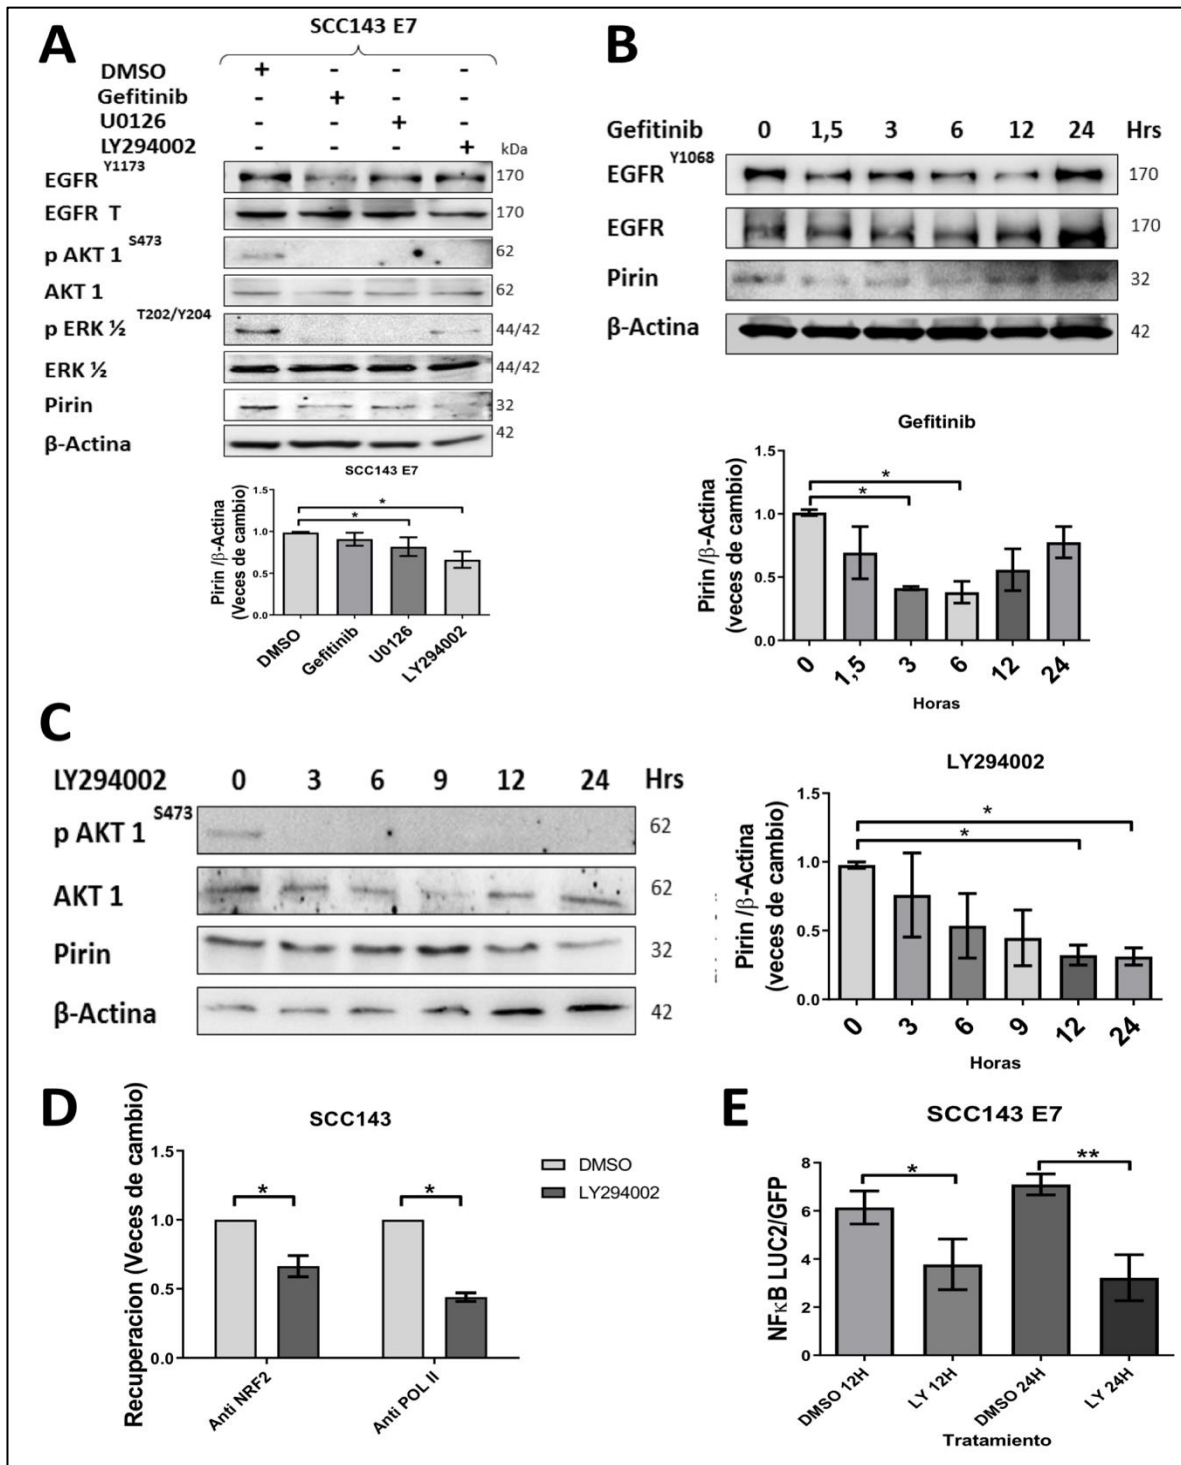 A
SCC143 E7
DMSO + - - -
Gefitinib - + - -
U0126 - - + -
LY294002 - - - +
kDa
EGFR Y1173 170
EGFR T 170
p AKT 1 S473 62
AKT 1 62
p ERK ½ T202/Y204 44/42
ERK ½ 44/42
Pirin 32
β-Actina 42
SCC143 E7
Pirin /β-Actina
(Veces de cambio)
1.5
1.0
0.5
0.0
*
*
DMSO Gefitinib U0126 LY294002
B
Gefitinib 0 1,5 3 6 12 24 Hrs
EGFR Y1068 170
EGFR 170
Pirin 32
β-Actina 42
Gefitinib
Pirin /β-Actina
(veces de cambio)
1.5
1.0
0.5
0.0
*
*
0 1,5 3 6 12 24
Horas
C
LY294002 0 3 6 9 12 24 Hrs
p AKT 1 S473 62
AKT 1 62
Pirin 32
β-Actina 42
LY294002
Pirin /β-Actina
(veces de cambio)
1.5
1.0
0.5
0.0
*
*
0 3 6 9 12 24
Horas
D
SCC143
Recuperacion (Veces de cambio)
1.5
1.0
0.5
0.0
* *
Anti NRF2 Anti POL II
DMSO
LY294002
E
SCC143 E7
NFκB LUC2/GFP
8
6
4
2
0
* **
DMSO 12H LY 12H DMSO 24H LY 24H
Tratamiento